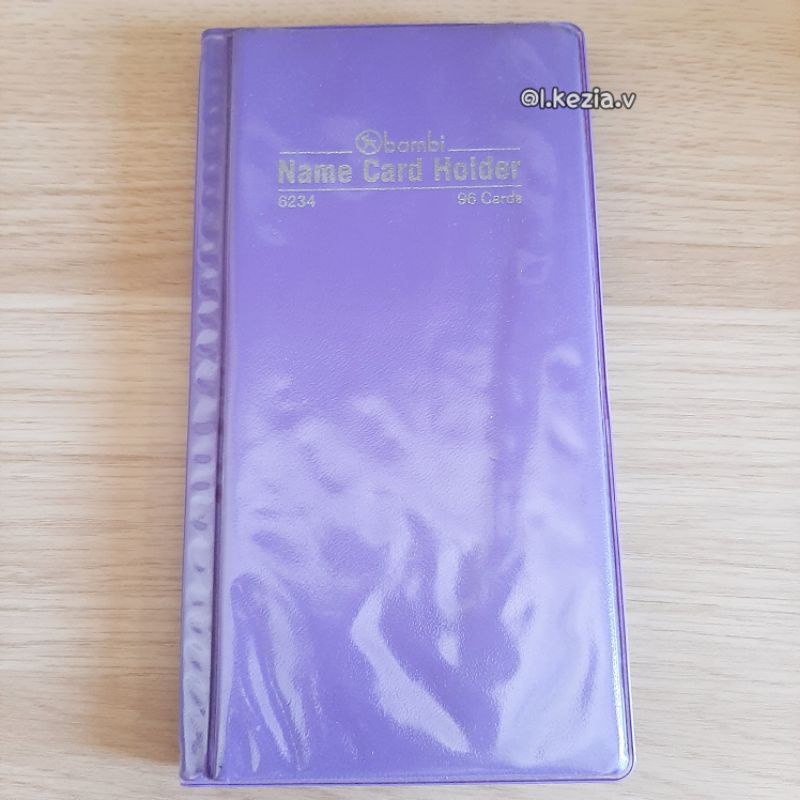 @l.kezia.v
bambi
Name Card Holder
6234 96 Cards